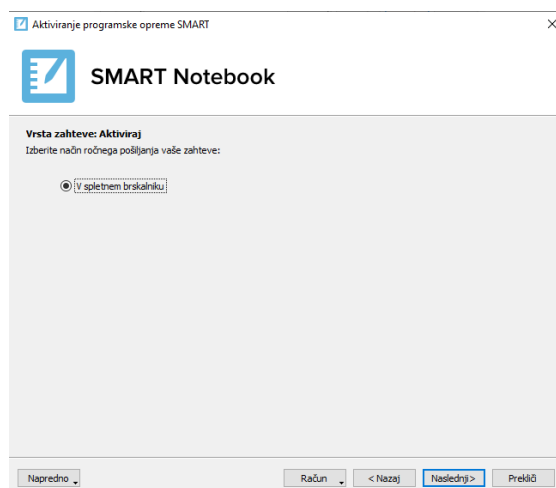 Aktiviranje programske opreme SMART
SMART Notebook
Vrsta zahteve: Aktiviraj
Izberite način ročnega pošiljanja vaše zahteve:
V spletnem brskalniku
Napredno
Račun
< Nazaj
Naslednji>
Prekliči